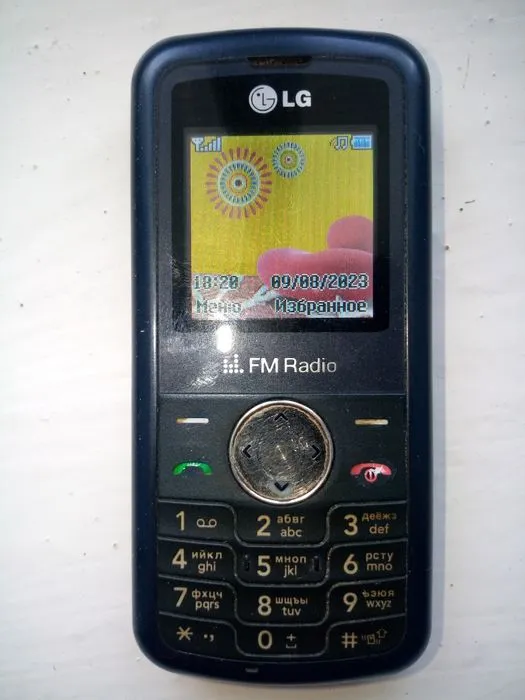 LG
18:20 09/08/2023
Меню Избранное
FM Radio
1 2 абвг abc 3 деёжз def
4 ийкл ghi 5 мноп jkl 6 рсту mno
7 фхцч pqrs 8 шщъы tuv 9 ьэюя wxyz
* ., 0 #